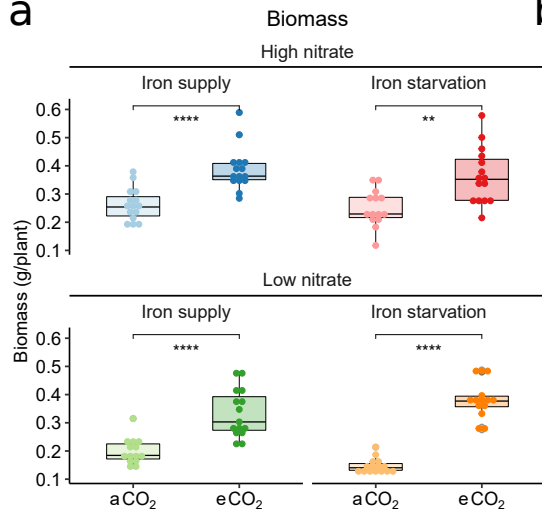 a
b
Biomass
High nitrate
Iron supply
Iron starvation
**** **
0.6
0.5
0.4
0.3
0.2
0.1
Biomass (g/plant)
Low nitrate
Iron supply
Iron starvation
**** ****
0.6
0.5
0.4
0.3
0.2
0.1
aCO₂ eCO₂ aCO₂ eCO₂